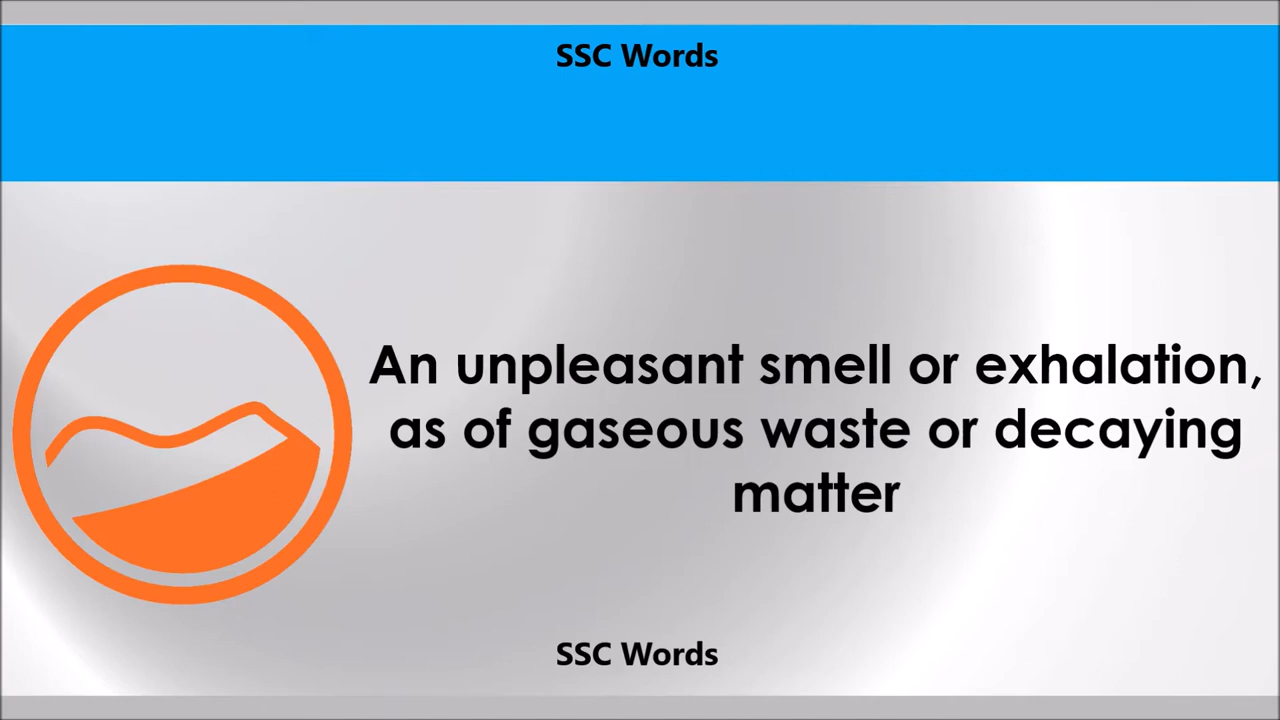 SSC Words
An unpleasant smell or exhalation,
as of gaseous waste or decaying
matter
SSC Words